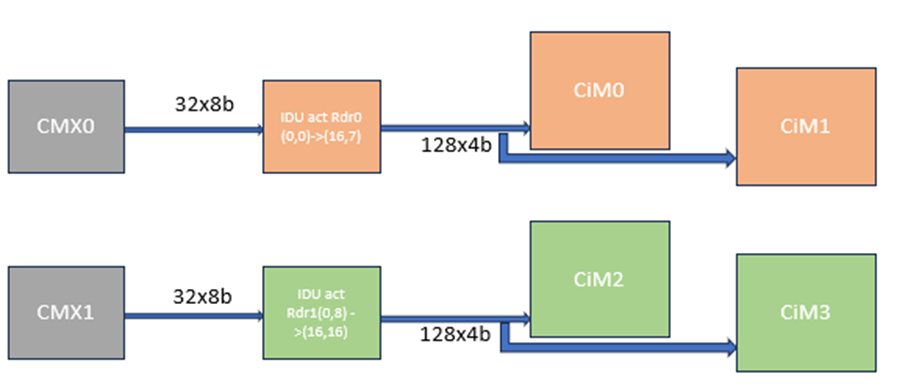 CMX0
32x8b
IDU act Rdr0
(0,0)->(16,7)
128x4b
CiM0
CiM1
CMX1
32x8b
IDU act
Rdr1(0,8) -
>(16,16)
128x4b
CiM2
CiM3